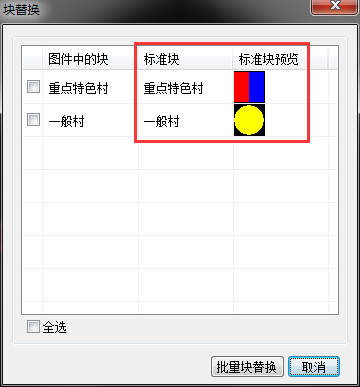 块替换
图件中的块 标准块 标准块预览
重点特色村 重点特色村
一般村 一般村
全选
批量块替换 取消